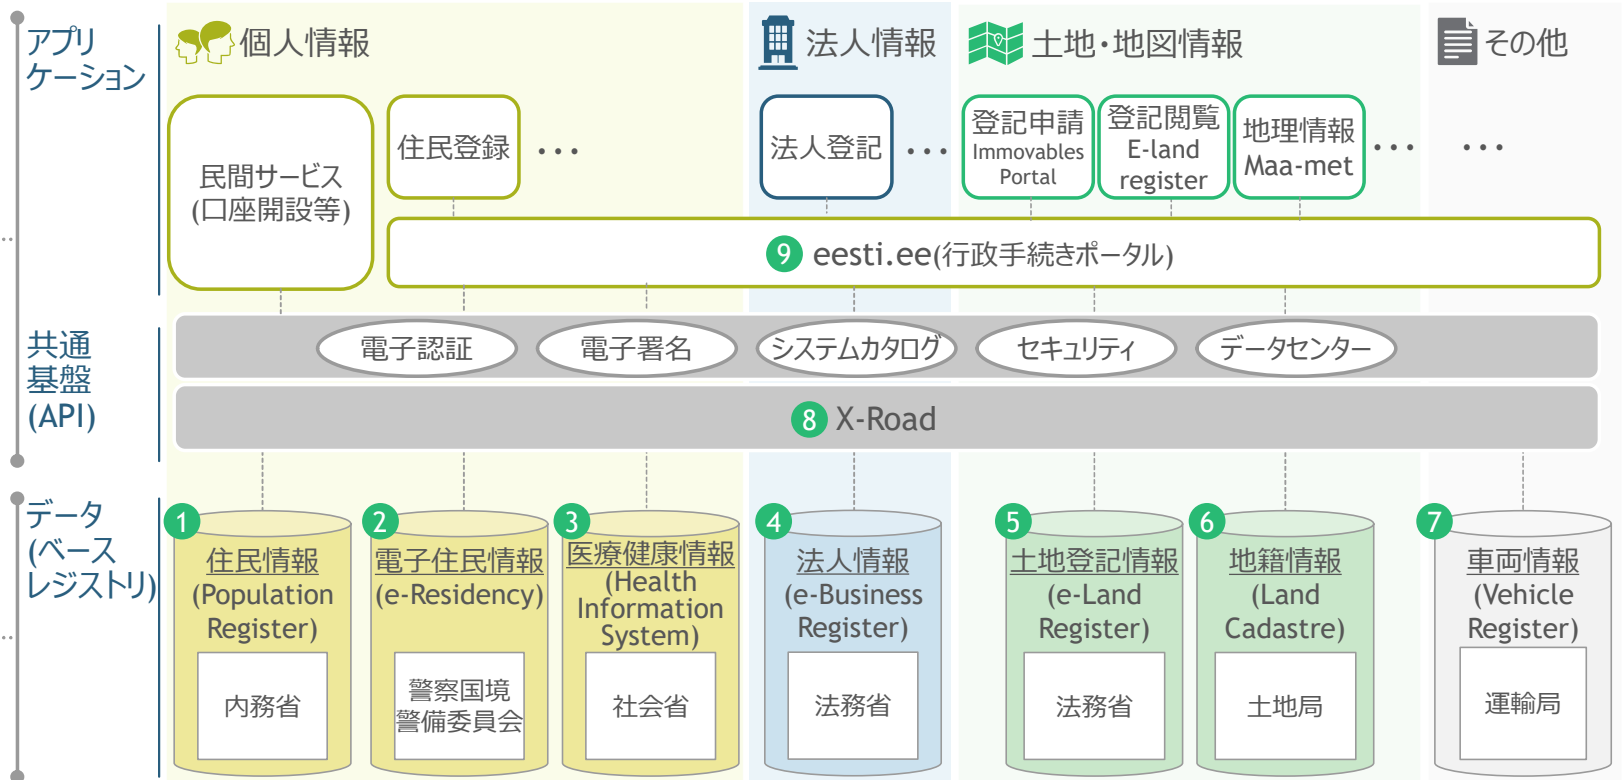 アプリ
ケーション
個人情報
法人情報
土地・地図情報
その他
民間サービス
(口座開設等)
住民登録
...
法人登記
...
登記申請
Immovables
Portal
登記閲覧
E-land
register
地理情報
Maa-met
...
...
9 eesti.ee(行政手続きポータル)
共通
基盤
(API)
電子認証
電子署名
システムカタログ
セキュリティ
データセンター
8 X-Road
データ
(ベース
レジストリ)
1
住民情報
(Population
Register)
内務省
2
電子住民情報
(e-Residency)
警察国境
警備委員会
3
医療健康情報
(Health
Information
System)
社会省
4
法人情報
(e-Business
Register)
法務省
5
土地登記情報
(e-Land
Register)
法務省
6
地籍情報
(Land
Cadastre)
土地局
7
車両情報
(Vehicle
Register)
運輸局